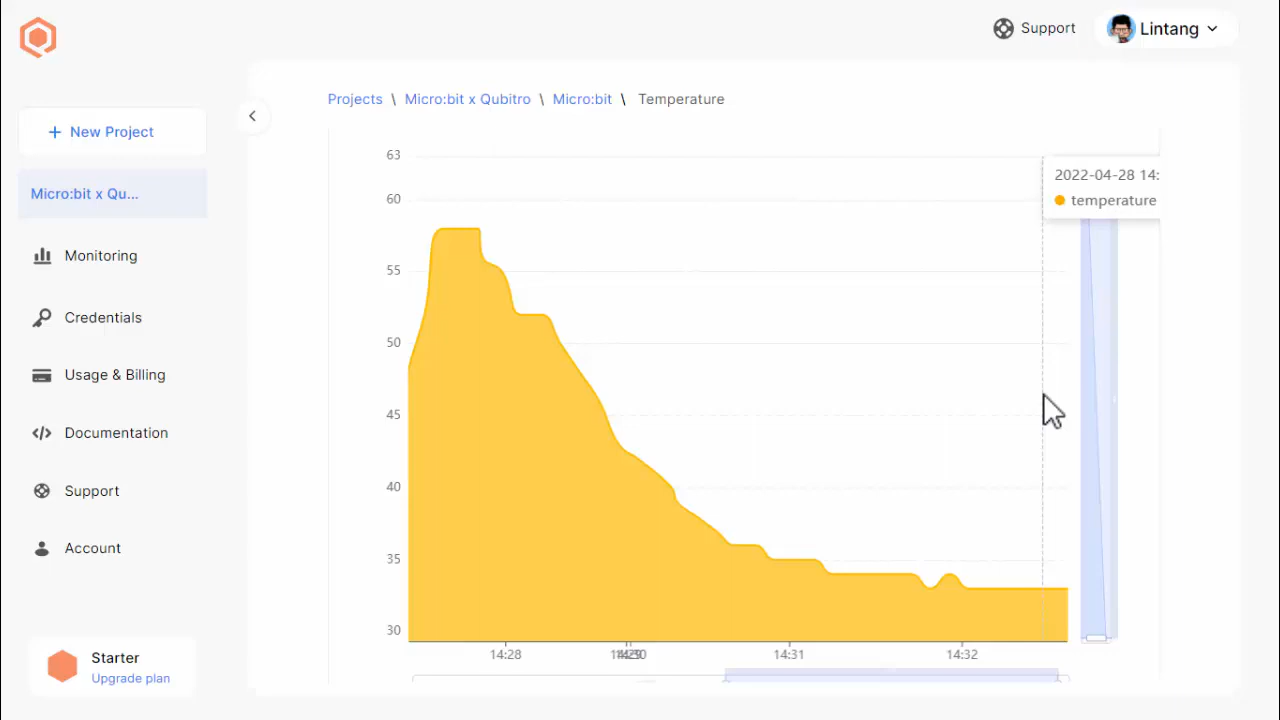 Support
Lintang
Projects \ Micro:bit x Qubitro \ Micro:bit \ Temperature
+ New Project
Micro:bit x Qu...
Monitoring
Credentials
Usage & Billing
Documentation
Support
Account
Starter
Upgrade plan
63
60
55
50
45
40
35
30
2022-04-28 14:
temperature
14:28
14:30
14:31
14:32